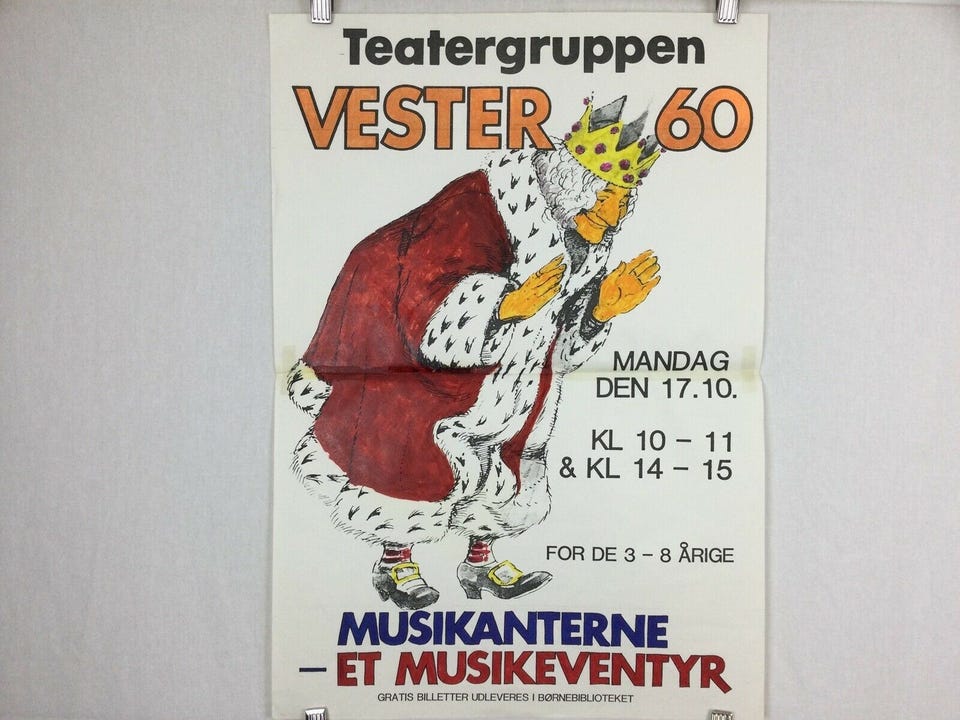 Teatergruppen
VESTER 60
MANDAG
DEN 17.10.
KL 10 - 11
& KL 14 - 15
FOR DE 3 - 8 ÅRIGE
MUSIKANTERNE
- ET MUSIKEVENTYR
GRATIS BILLETTER UDLEVERES I BØRNEBIBLIOTEKET